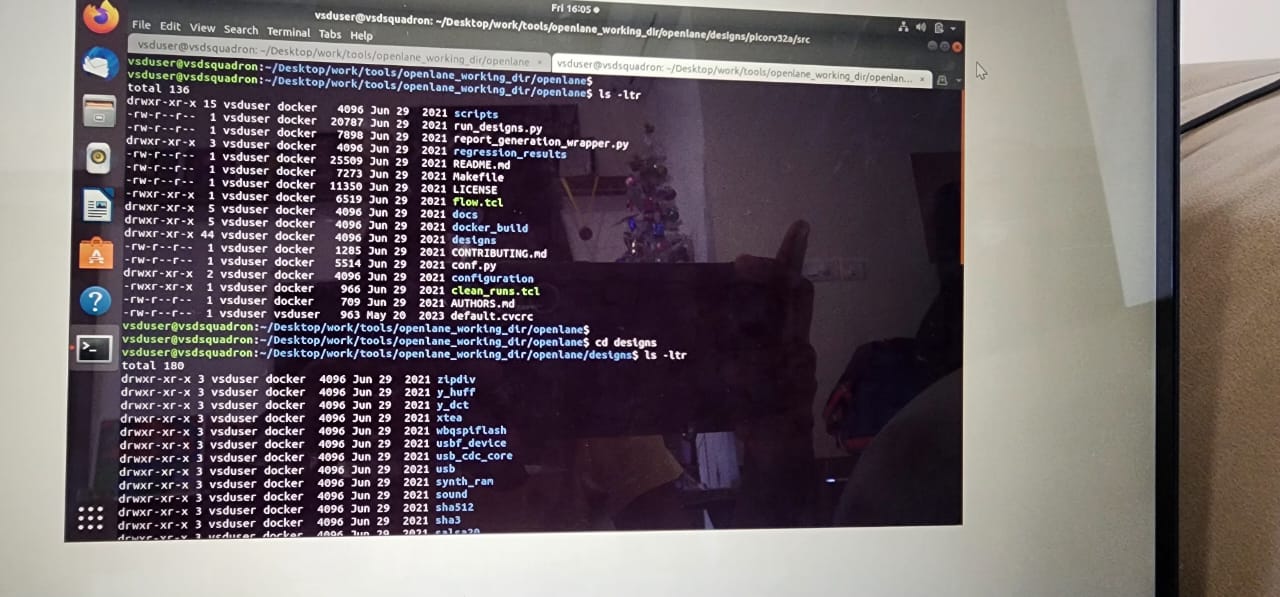 Fri 16:05
vsduser@vsdsquadron: ~/Desktop/work/tools/openlane_working_dir/openlane/designs/picorv32a/src
File Edit View Search Terminal Tabs Help
vsduser@vsdsquadron: ~/Desktop/work/tools/openlane_working_dir/openlane ×
vsduser@vsdsquadron: ~/Desktop/work/tools/openlane_working_dir/openlan... ×
vsduser@vsdsquadron:~/Desktop/work/tools/openlane_working_dir/openlane$
vsduser@vsdsquadron:~/Desktop/work/tools/openlane_working_dir/openlane$ ls -ltr
total 136
drwxr-xr-x 15 vsduser docker 4096 Jun 29 2021 scripts
-rw-r--r-- 1 vsduser docker 20787 Jun 29 2021 run_designs.py
-rw-r--r-- 1 vsduser docker 7898 Jun 29 2021 report_generation_wrapper.py
drwxr-xr-x 3 vsduser docker 4096 Jun 29 2021 regression_results
-rw-r--r-- 1 vsduser docker 25509 Jun 29 2021 README.md
-rw-r--r-- 1 vsduser docker 7273 Jun 29 2021 Makefile
-rw-r--r-- 1 vsduser docker 11350 Jun 29 2021 LICENSE
-rwxr-xr-x 1 vsduser docker 6519 Jun 29 2021 flow.tcl
drwxr-xr-x 5 vsduser docker 4096 Jun 29 2021 docs
drwxr-xr-x 5 vsduser docker 4096 Jun 29 2021 docker_build
drwxr-xr-x 44 vsduser docker 4096 Jun 29 2021 designs
-rw-r--r-- 1 vsduser docker 1285 Jun 29 2021 CONTRIBUTING.md
-rw-r--r-- 1 vsduser docker 5514 Jun 29 2021 conf.py
drwxr-xr-x 2 vsduser docker 4096 Jun 29 2021 configuration
-rwxr-xr-x 1 vsduser docker 966 Jun 29 2021 clean_runs.tcl
-rw-r--r-- 1 vsduser docker 709 Jun 29 2021 AUTHORS.md
-rw-r--r-- 1 vsduser vsduser 963 May 20 2023 default.cvcrc
vsduser@vsdsquadron:~/Desktop/work/tools/openlane_working_dir/openlane$
vsduser@vsdsquadron:~/Desktop/work/tools/openlane_working_dir/openlane$ cd designs
vsduser@vsdsquadron:~/Desktop/work/tools/openlane_working_dir/openlane/designs$ ls -ltr
total 180
drwxr-xr-x 3 vsduser docker 4096 Jun 29 2021 zipdiv
drwxr-xr-x 3 vsduser docker 4096 Jun 29 2021 y_huff
drwxr-xr-x 3 vsduser docker 4096 Jun 29 2021 y_dct
drwxr-xr-x 3 vsduser docker 4096 Jun 29 2021 xtea
drwxr-xr-x 3 vsduser docker 4096 Jun 29 2021 wbqspiflash
drwxr-xr-x 3 vsduser docker 4096 Jun 29 2021 usbf_device
drwxr-xr-x 3 vsduser docker 4096 Jun 29 2021 usb_cdc_core
drwxr-xr-x 3 vsduser docker 4096 Jun 29 2021 usb
drwxr-xr-x 3 vsduser docker 4096 Jun 29 2021 synth_ram
drwxr-xr-x 3 vsduser docker 4096 Jun 29 2021 sound
drwxr-xr-x 3 vsduser docker 4096 Jun 29 2021 sha512
drwxr-xr-x 3 vsduser docker 4096 Jun 29 2021 sha3
drwxr-xr-x 3 vsduser docker 4096 Jun 29 2021 salsa20